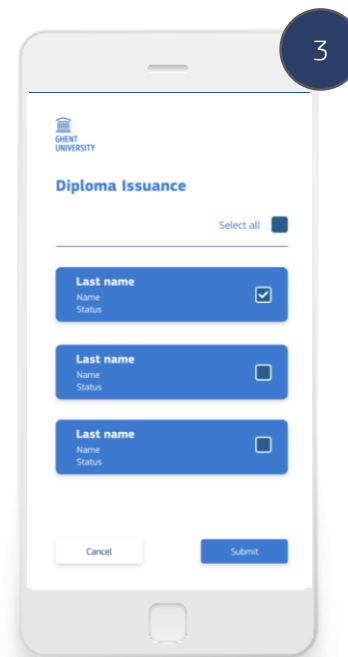 3
GHENT
UNIVERSITY
Diploma Issuance
Select all
Last name
Name
Status
Last name
Name
Status
Last name
Name
Status
Cancel
Submit